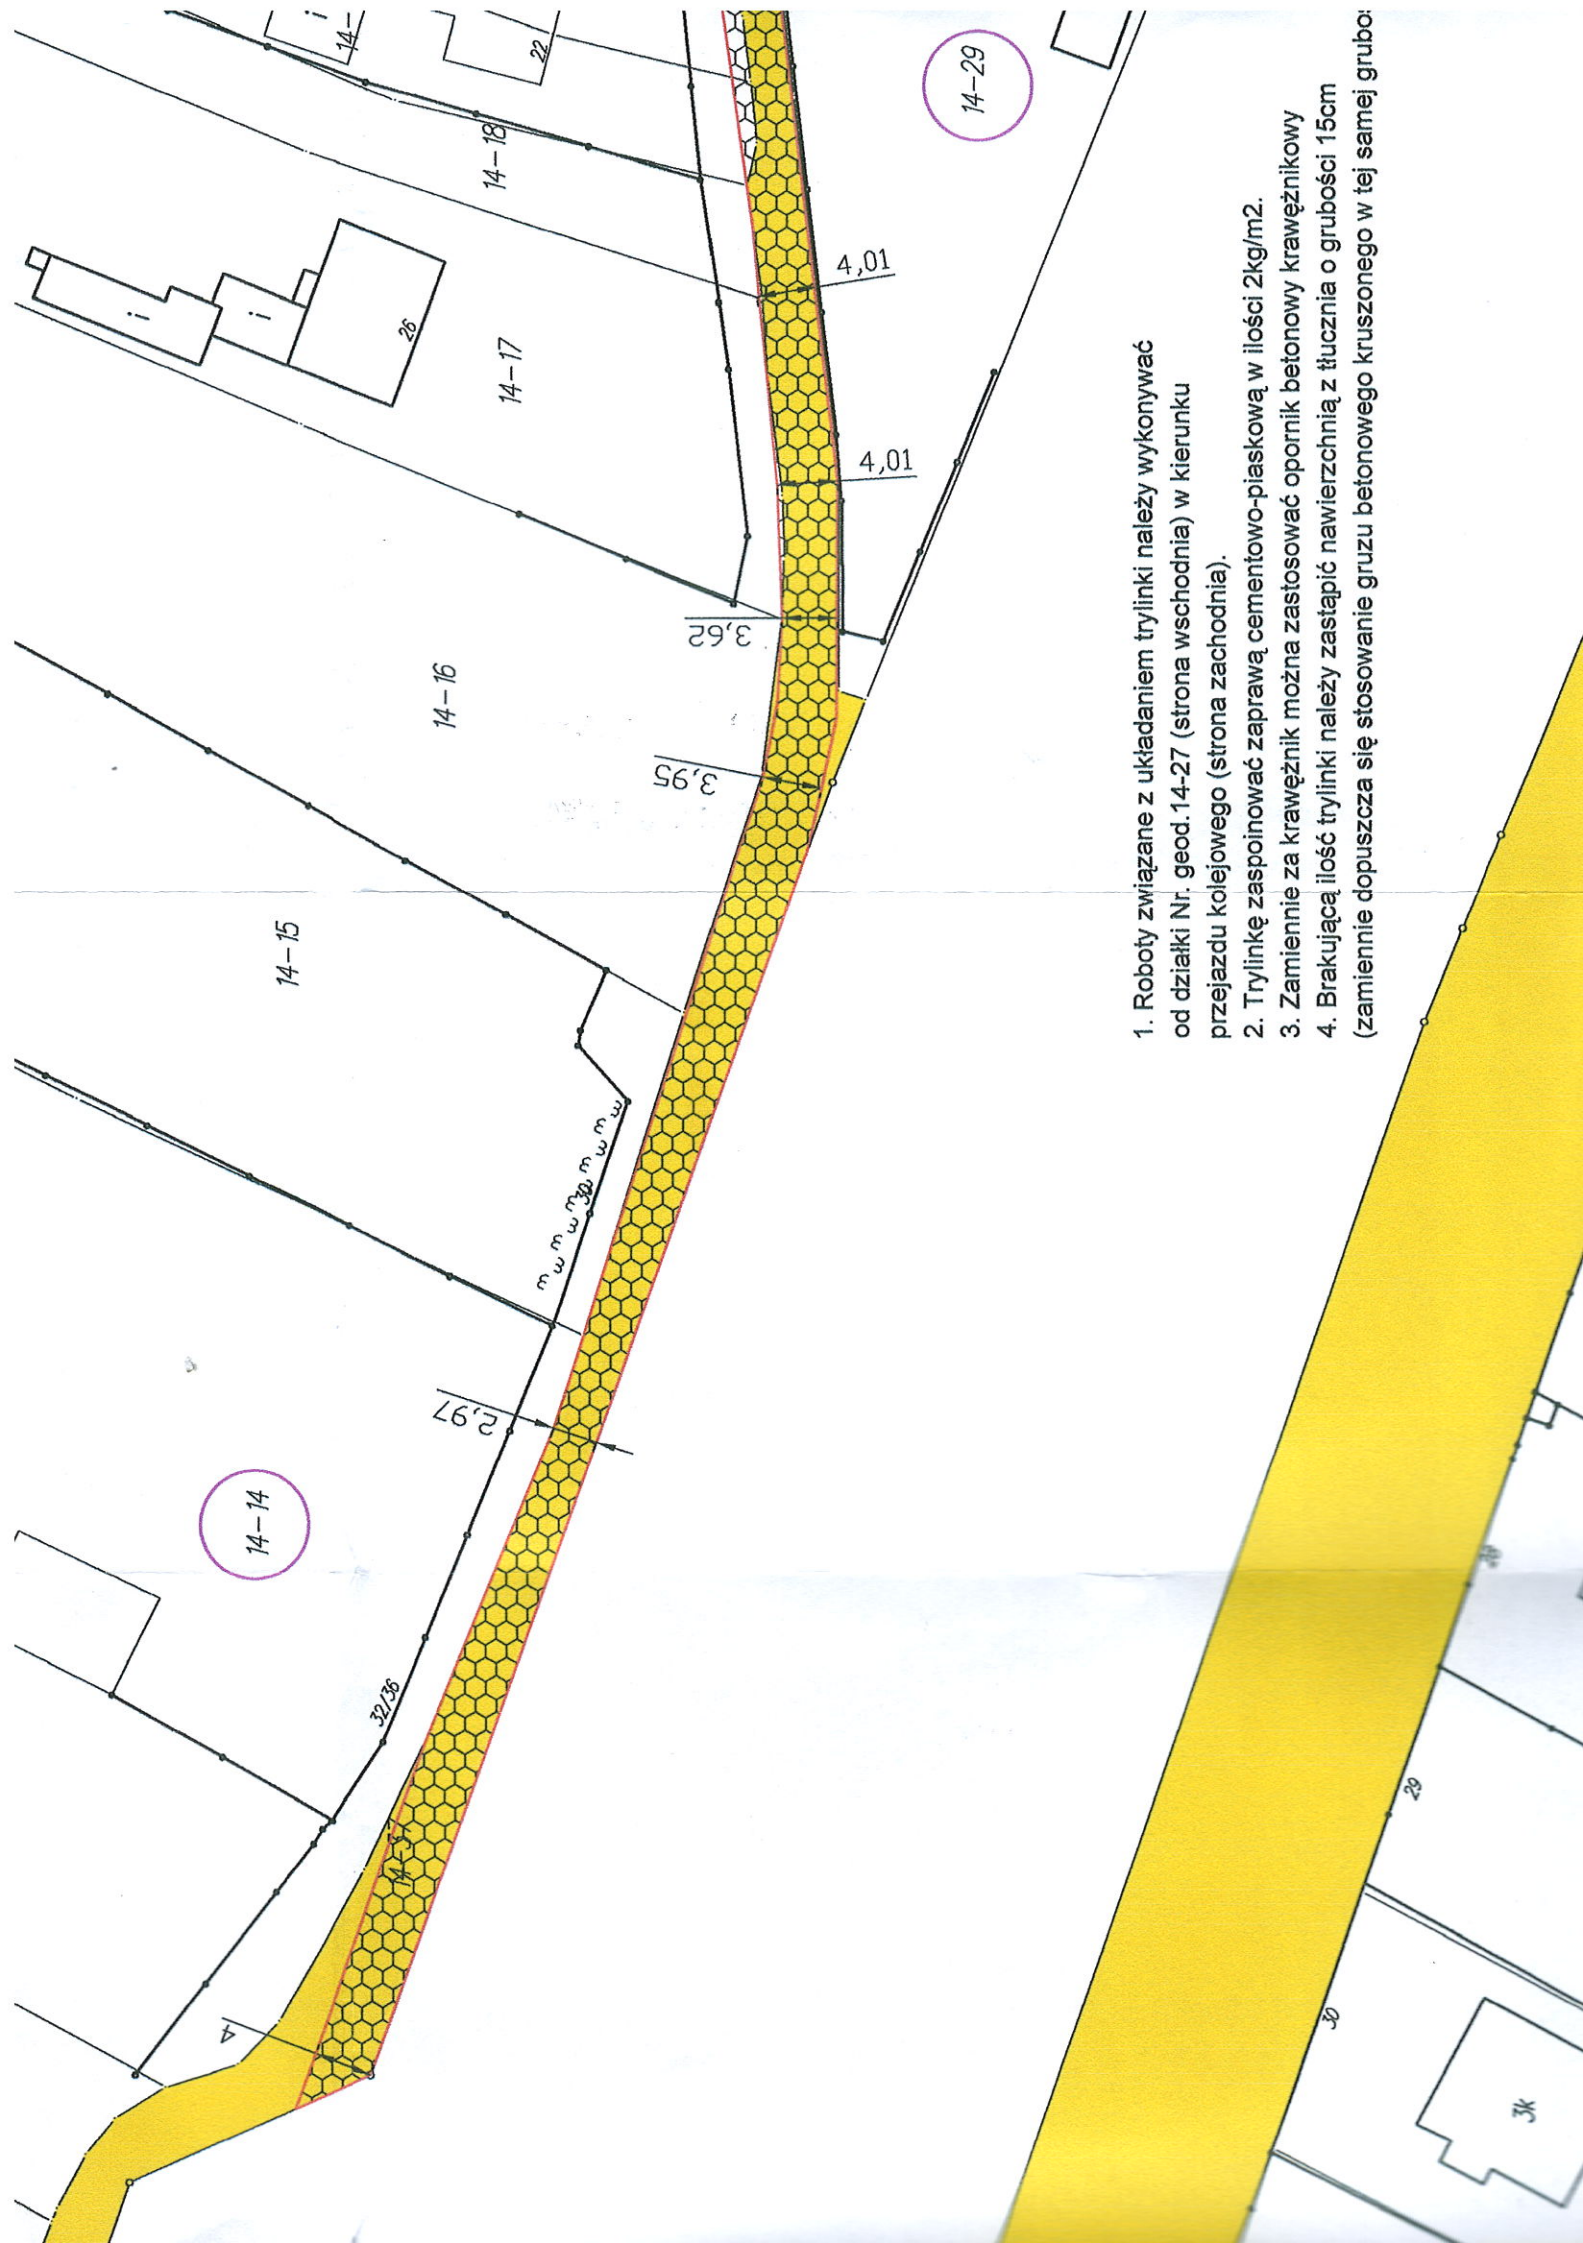 14-29
14-
22
14-18
i
i
i
26
14-17
4,01
4,01
3,62
14-16
3,95
14-15
30
2,97
14-14
32/36
4
29
30
3k
1. Roboty związane z układaniem trylinki należy wykonywać
od działki Nr. geod.14-27 (strona wschodnia) w kierunku
przejazdu kolejowego (strona zachodnia).
2. Trylinkę zaspoinować zaprawą cementowo-piaskową w ilości 2kg/m2.
3. Zamiennie za krawężnik można zastosować opornik betonowy krawężnikowy
4. Brakującą ilość trylinki należy zastąpić nawierzchnią z tłucznia o grubości 15cm
(zamiennie dopuszcza się stosowanie gruzu betonowego kruszonego w tej samej gruboś